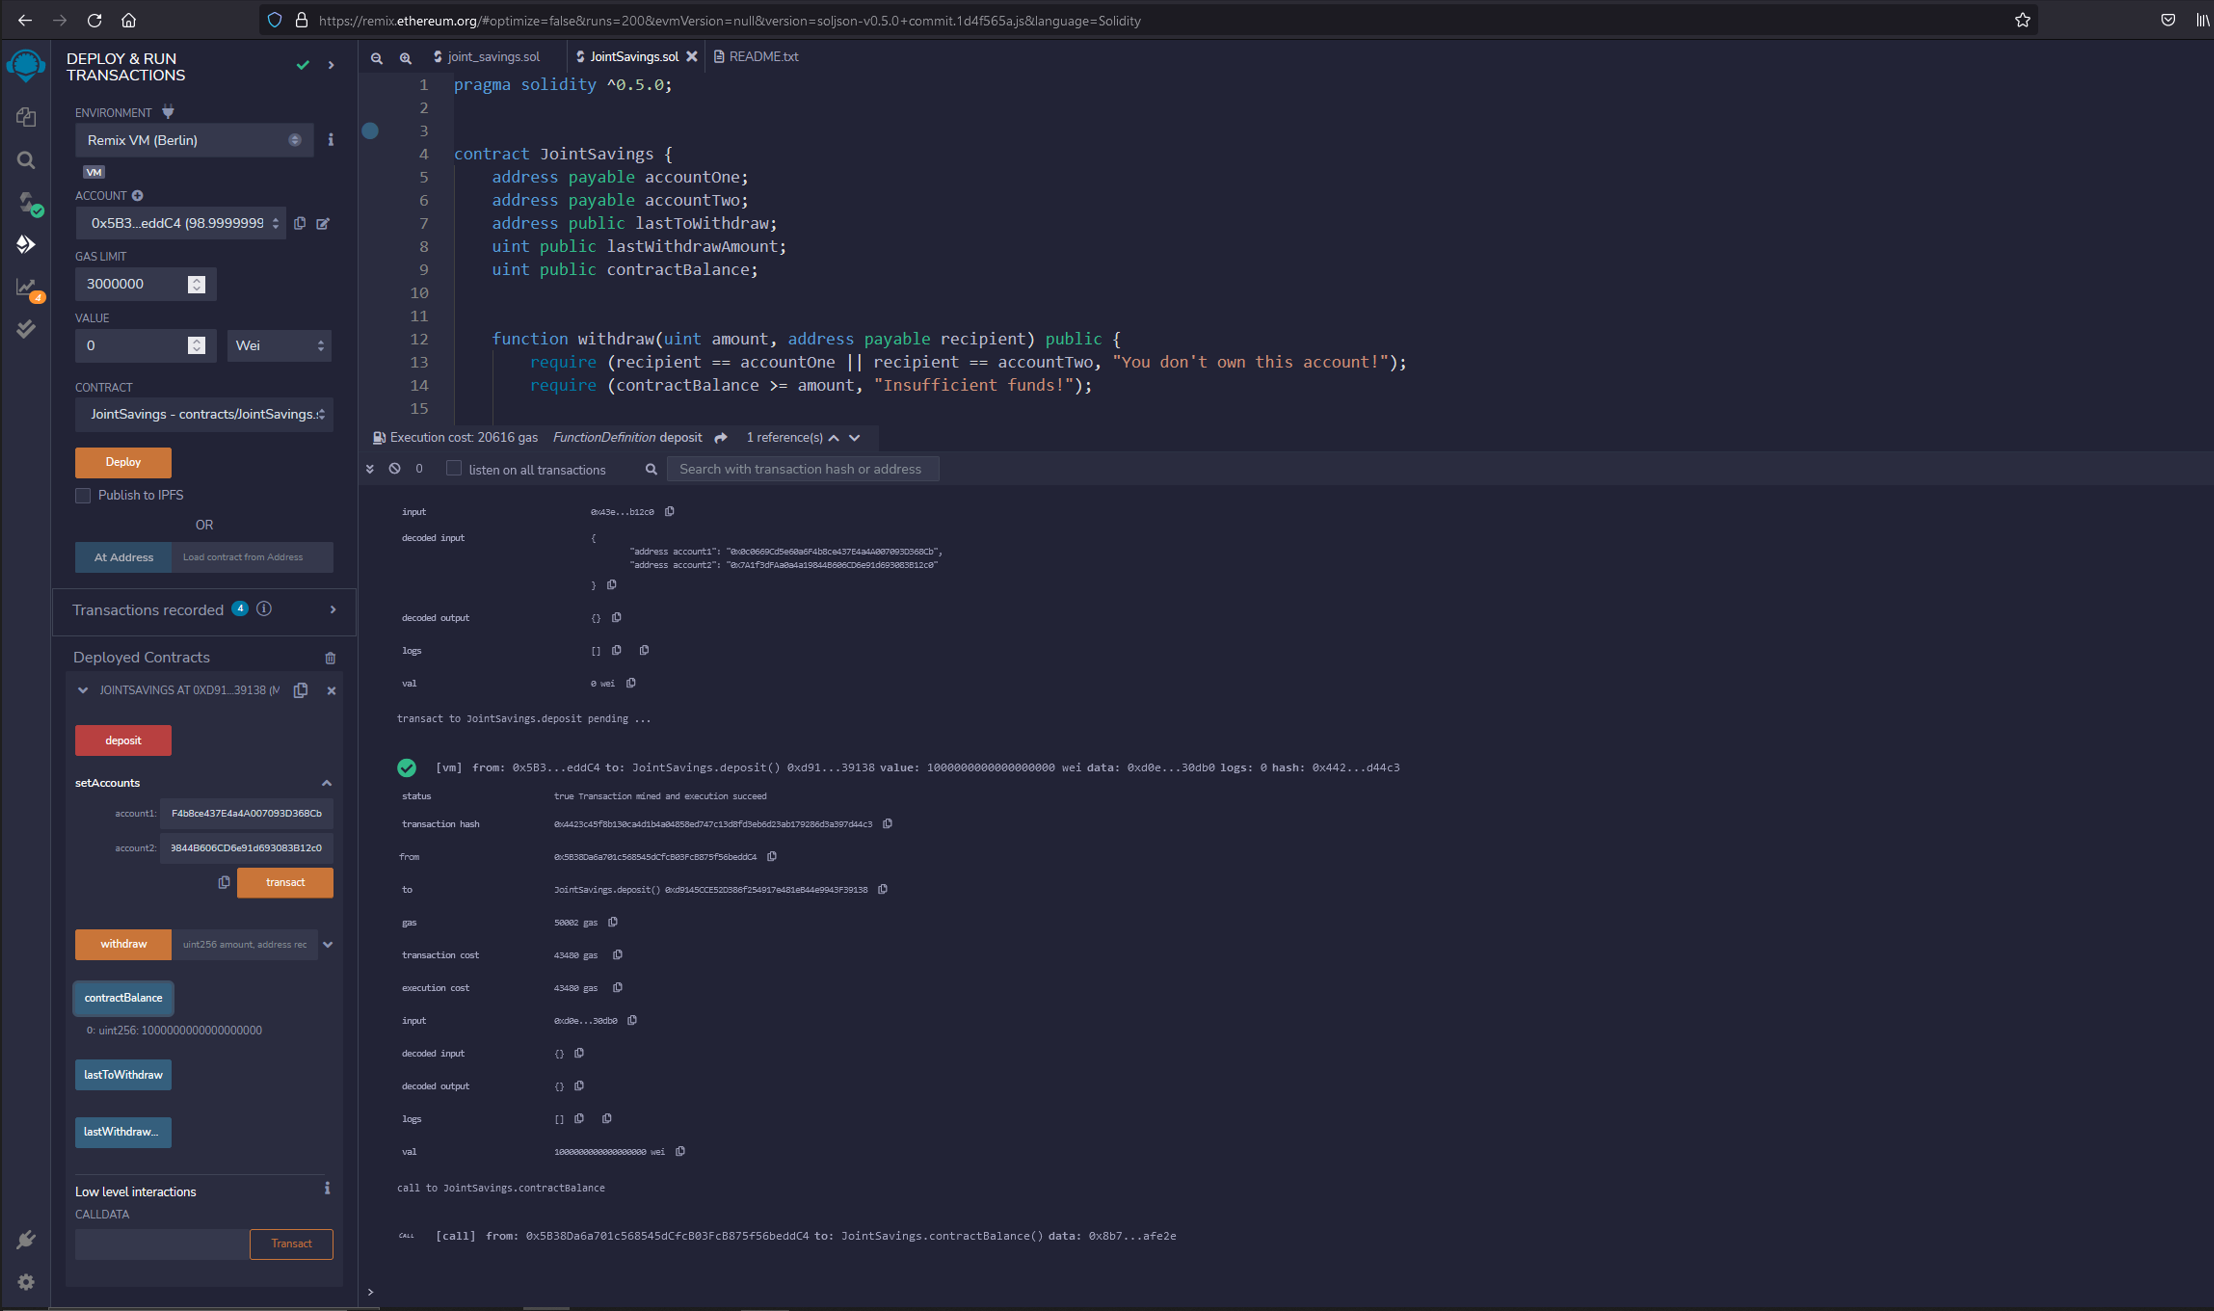 https://remix.ethereum.org/#optimize=false&runs=200&evmVersion=null&version=soljson-v0.5.0+commit.1d4f565a.js&language=Solidity
DEPLOY & RUN
TRANSACTIONS
ENVIRONMENT
Remix VM (Berlin)
VM
ACCOUNT
0x5B3...eddC4 (98.9999999
GAS LIMIT
3000000
VALUE
0
Wei
CONTRACT
JointSavings - contracts/JointSavings.s
Deploy
Publish to IPFS
OR
At Address
Load contract from Address
Transactions recorded 4
Deployed Contracts
JOINTSAVINGS AT 0XD91...39138 (M
deposit
setAccounts
account1: F4b8ce437E4a4A007093D368Cb
account2: 9844B606CD6e91d693083B12c0
transact
withdraw
uint256 amount, address rec
contractBalance
0: uint256: 1000000000000000000
lastToWithdraw
lastWithdraw...
Low level interactions
CALLDATA
Transact
4
joint_savings.sol
JointSavings.sol
README.txt
1 pragma solidity ^0.5.0;
2
3
4 contract JointSavings {
5 address payable accountOne;
6 address payable accountTwo;
7 address public lastToWithdraw;
8 uint public lastWithdrawAmount;
9 uint public contractBalance;
10
11
12 function withdraw(uint amount, address payable recipient) public {
13 require (recipient == accountOne || recipient == accountTwo, "You don't own this account!");
14 require (contractBalance >= amount, "Insufficient funds!");
15
Execution cost: 20616 gas FunctionDefinition deposit 1 reference(s)
0 listen on all transactions Search with transaction hash or address
input 0x43e...b12c0
decoded input {
"address account1": "0x0c0669Cd5e60a6F4b8ce437E4a4A007093D368Cb",
"address account2": "0x7A1f3dFAa0a4a19844B606CD6e91d693083B12c0"
}
decoded output {}
logs []
val 0 wei
transact to JointSavings.deposit pending ...
[vm] from: 0x5B3...eddC4 to: JointSavings.deposit() 0xd91...39138 value: 1000000000000000000 wei data: 0xd0e...30db0 logs: 0 hash: 0x442...d44c3
status true Transaction mined and execution succeed
transaction hash 0x4423c45f8b130ca4d1b4a04858ed747c13d8fd3eb6d23ab179286d3a397d44c3
from 0x5B38Da6a701c568545dCfcB03FcB875f56beddC4
to JointSavings.deposit() 0xd9145CCE52D386f254917e481eB44e9943F39138
gas 50002 gas
transaction cost 43480 gas
execution cost 43480 gas
input 0xd0e...30db0
decoded input {}
decoded output {}
logs []
val 1000000000000000000 wei
call to JointSavings.contractBalance
CALL [call] from: 0x5B38Da6a701c568545dCfcB03FcB875f56beddC4 to: JointSavings.contractBalance() data: 0x8b7...afe2e
>